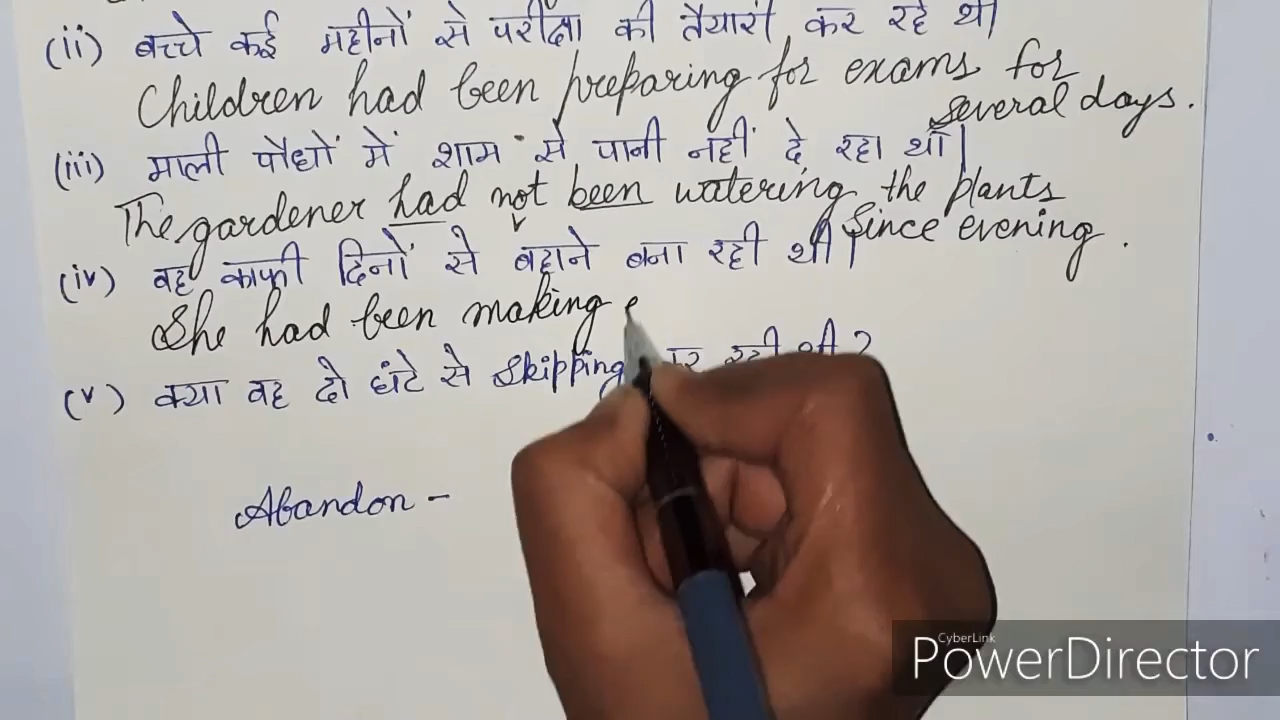 (ii) बच्चे कई महीनों से परीक्षा की तैयारी कर रहे थे
Children had been preparing for exams for
several days.
(iii) माली पौधों में शाम से पानी नहीं दे रहा था।
The gardener had not been watering the plants
since evening.
(iv) वह काफी दिनों से बहाने बना रही थी।
She had been making e
(v) क्या वह दो घंटे से Skipping कर रही थी?
Abandon -
CyberLink
PowerDirector